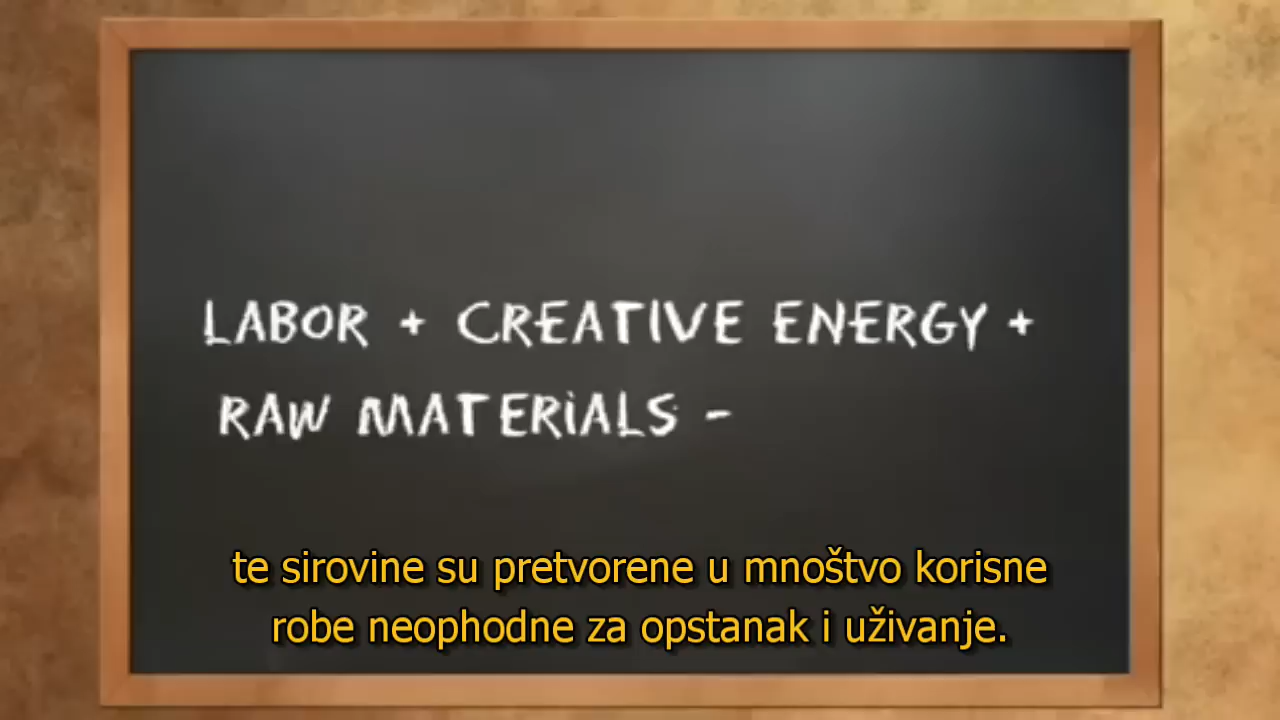 LABOR + CREATIVE ENERGY +
RAW MATERIALS -
te sirovine su pretvorene u mnoštvo korisne
robe neophodne za opstanak i uživanje.